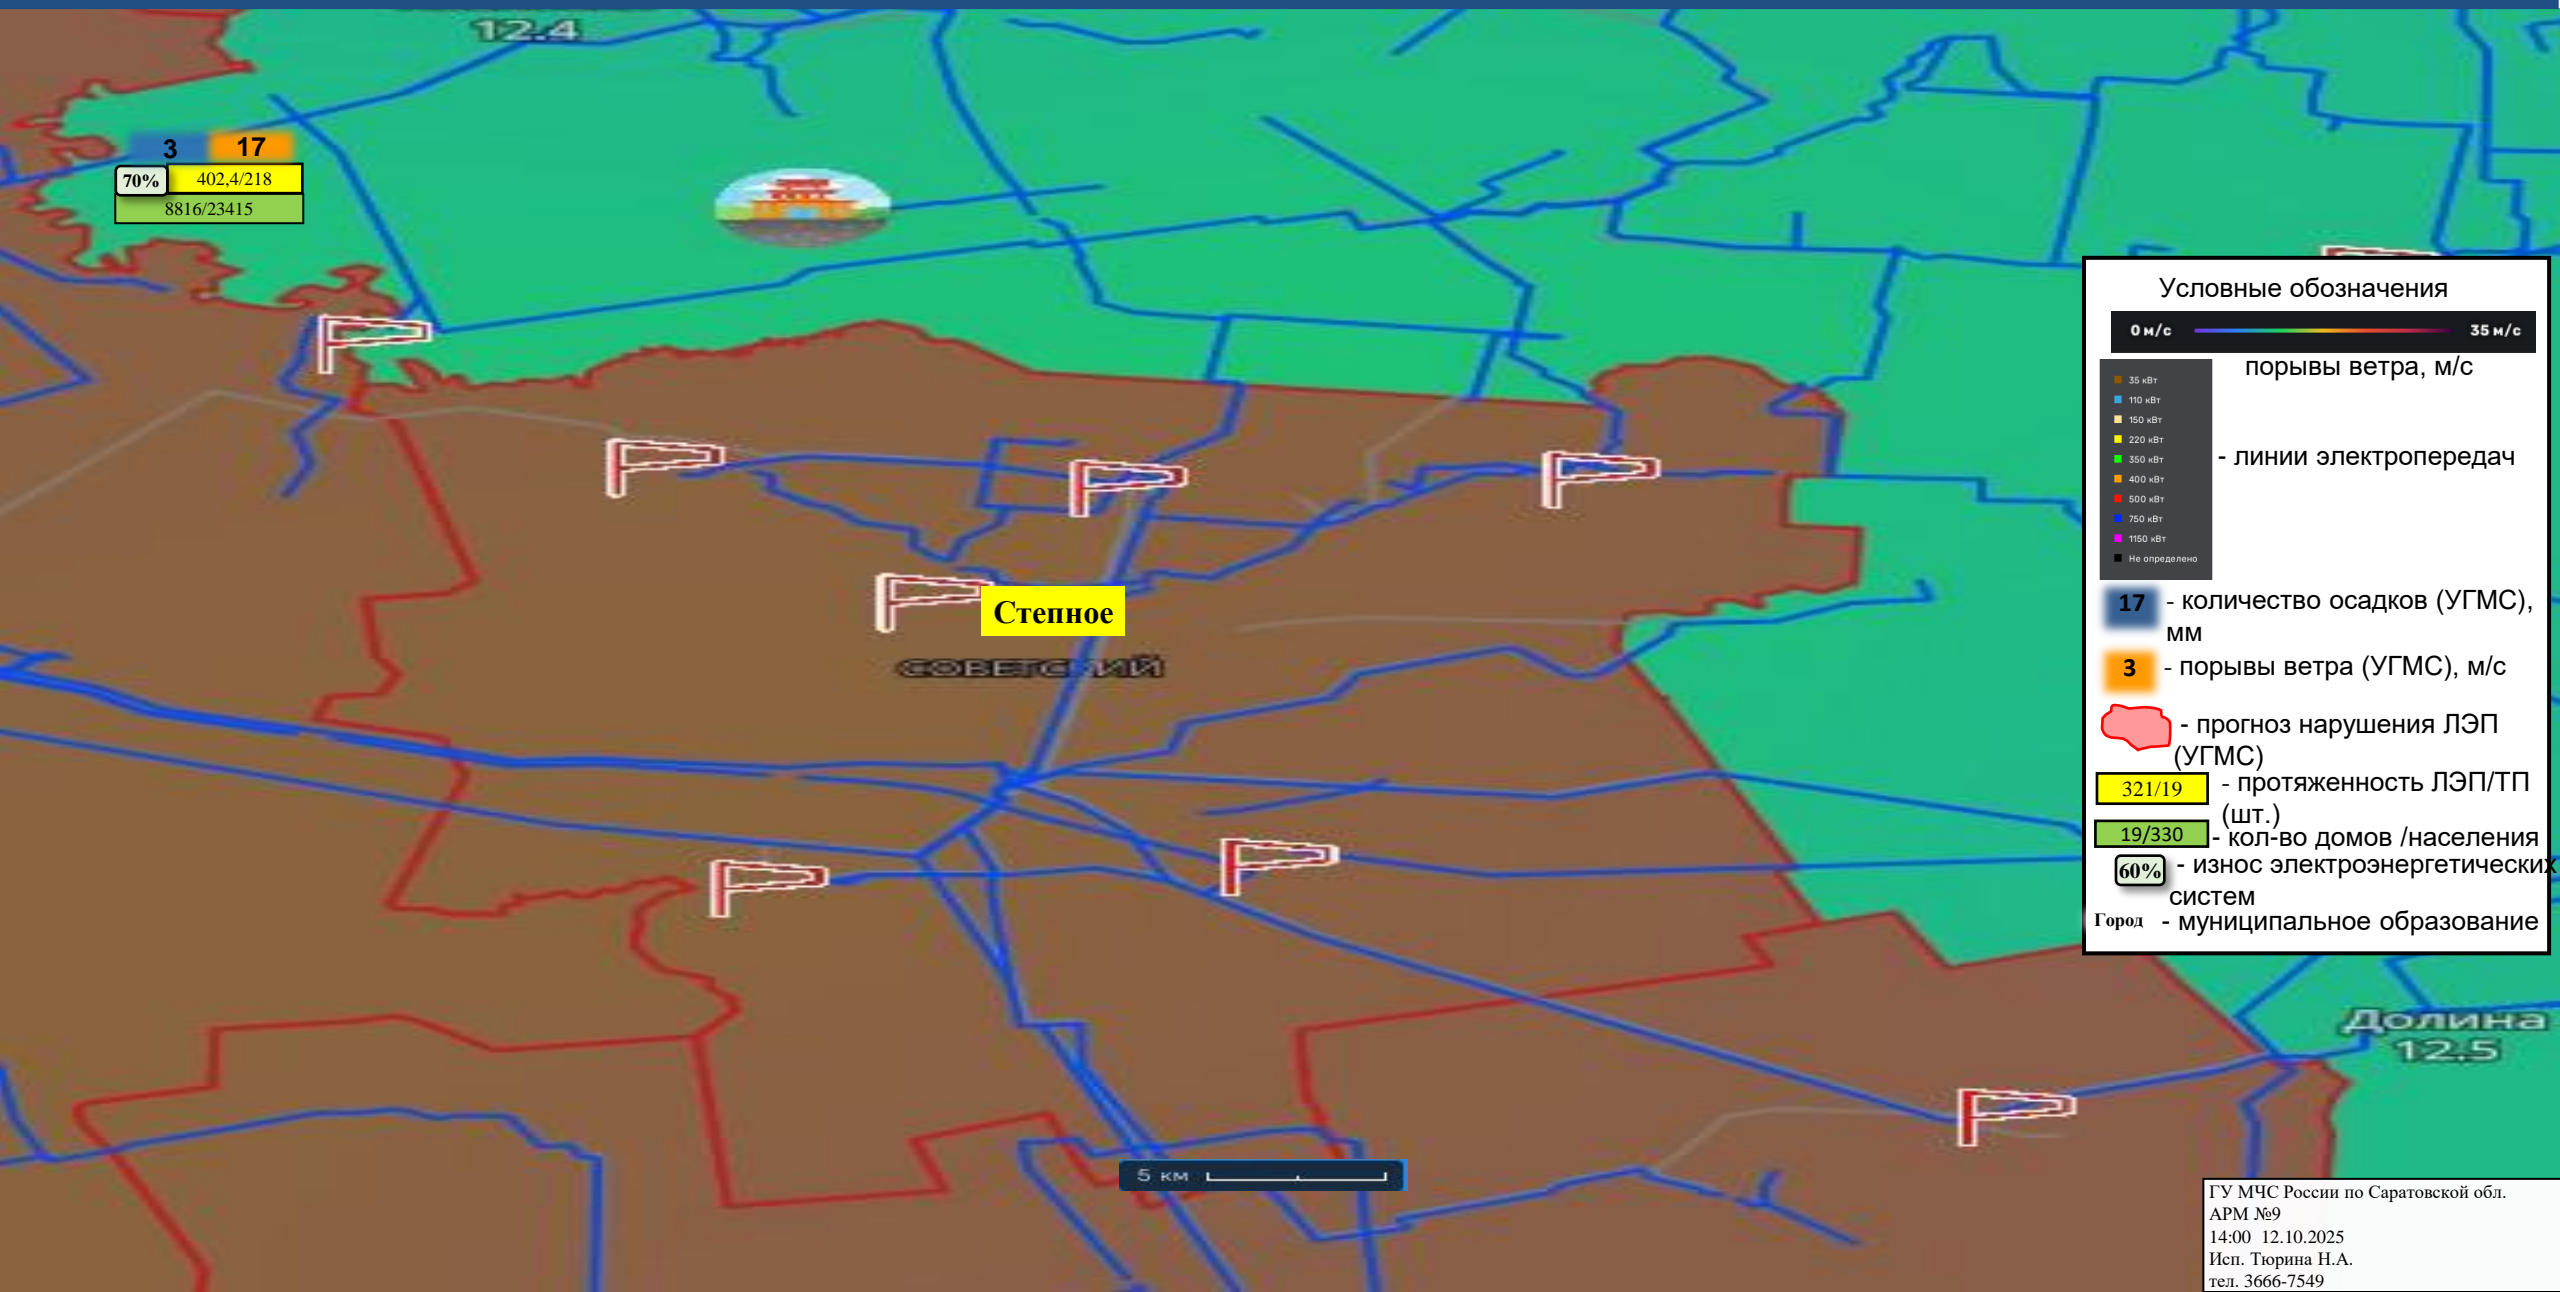 12.4
3 17
70% 402,4/218
8816/23415
Степное
СОВЕТСКИЙ
Долина
12.5
5 км
Условные обозначения
0 м/с 35 м/с
порывы ветра, м/с
35 кВт
110 кВт
150 кВт
220 кВт
350 кВт
400 кВт
500 кВт
750 кВт
1150 кВт
Не определено
- линии электропередач
17 - количество осадков (УГМС),
мм
3 - порывы ветра (УГМС), м/с
- прогноз нарушения ЛЭП
(УГМС)
321/19 - протяженность ЛЭП/ТП
(шт.)
19/330 - кол-во домов /населения
60% - износ электроэнергетических
систем
Город - муниципальное образование
ГУ МЧС России по Саратовской обл.
АРМ №9
14:00 12.10.2025
Исп. Тюрина Н.А.
тел. 3666-7549